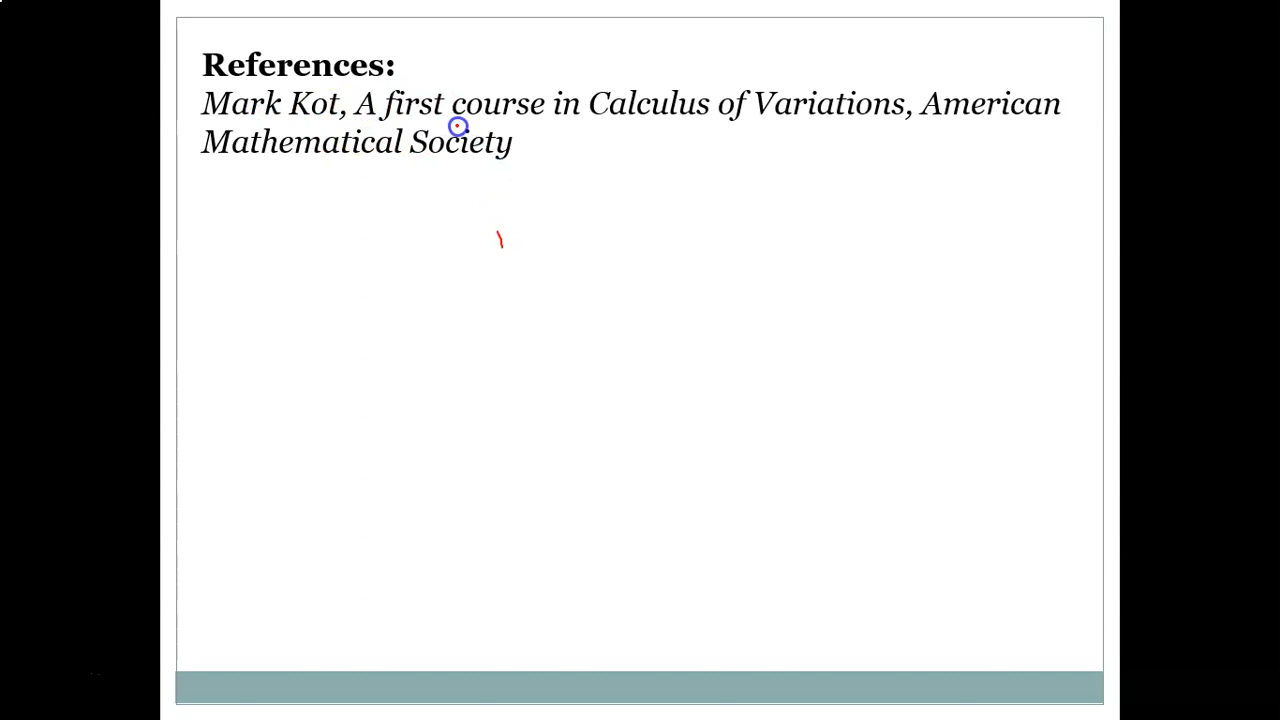 References:
Mark Kot, A first course in Calculus of Variations, American
Mathematical Society